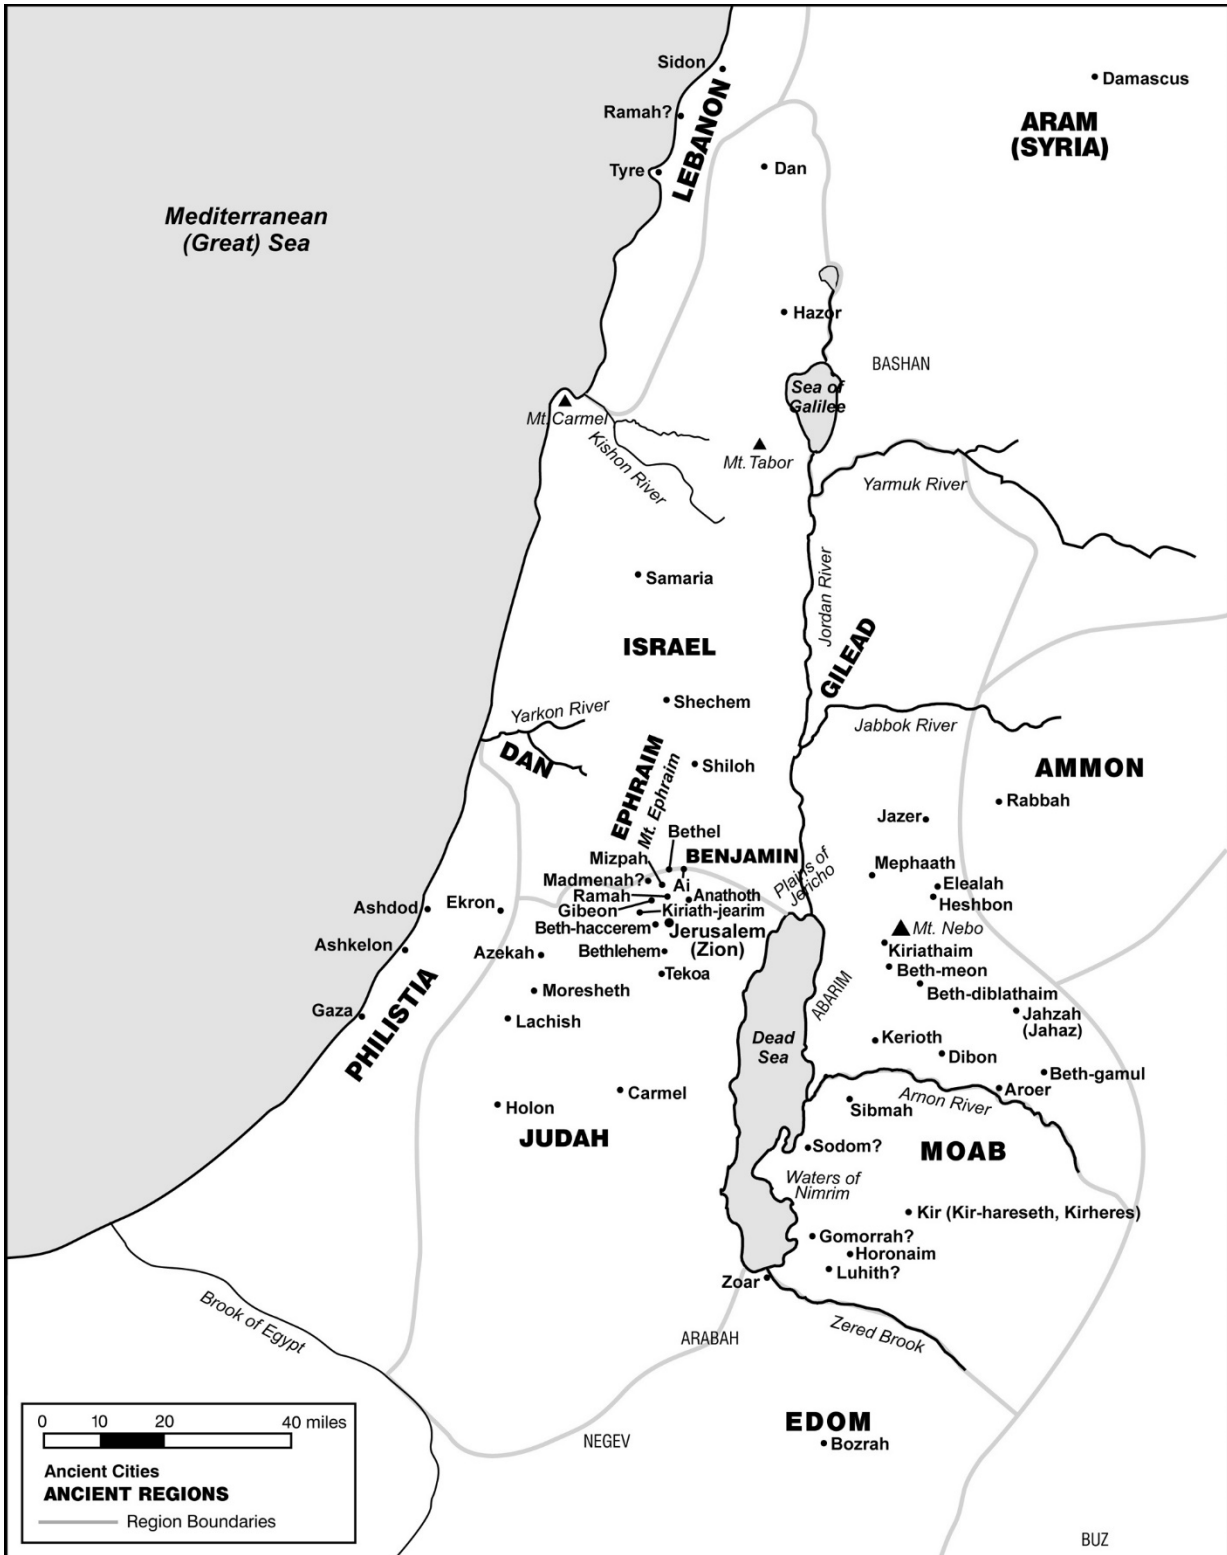 Sidon
Damascus
Ramah?
LEBANON
ARAM
(SYRIA)
Tyre
Dan
Mediterranean
(Great) Sea
Hazor
BASHAN
Sea of
Galilee
Mt. Carmel
Kishon River
Mt. Tabor
Yarmuk River
Jordan River
Samaria
ISRAEL
GILEAD
Shechem
Yarkon River
Jabbok River
DAN
EPHRAIM
Mt. Ephraim
Shiloh
AMMON
Rabbah
Jazer
Bethel
Mizpah
BENJAMIN
Plains of
Jericho
Mephaath
Madmenah?
Ai
Elealah
Ramah
Anathoth
Heshbon
Ashdod
Ekron
Gibeon
Kiriath-jearim
Beth-haccerem
Jerusalem
(Zion)
Mt. Nebo
Ashkelon
Azekah
Bethlehem
Kiriathaim
Tekoa
Beth-meon
ABARIM
Beth-diblathaim
Moresheth
Gaza
PHILISTIA
Lachish
Jahzah
(Jahaz)
Dead
Sea
Kerioth
Dibon
Beth-gamul
Carmel
Aroer
Holon
Sibmah
Arnon River
JUDAH
Sodom?
MOAB
Waters of
Nimrim
Kir (Kir-hareseth, Kirheres)
Gomorrah?
Horonaim
Luhith?
Zoar
Brook of Egypt
ARABAH
Zered Brook
EDOM
NEGEV
Bozrah
BUZ
0 10 20 40 miles
Ancient Cities
ANCIENT REGIONS
Region Boundaries